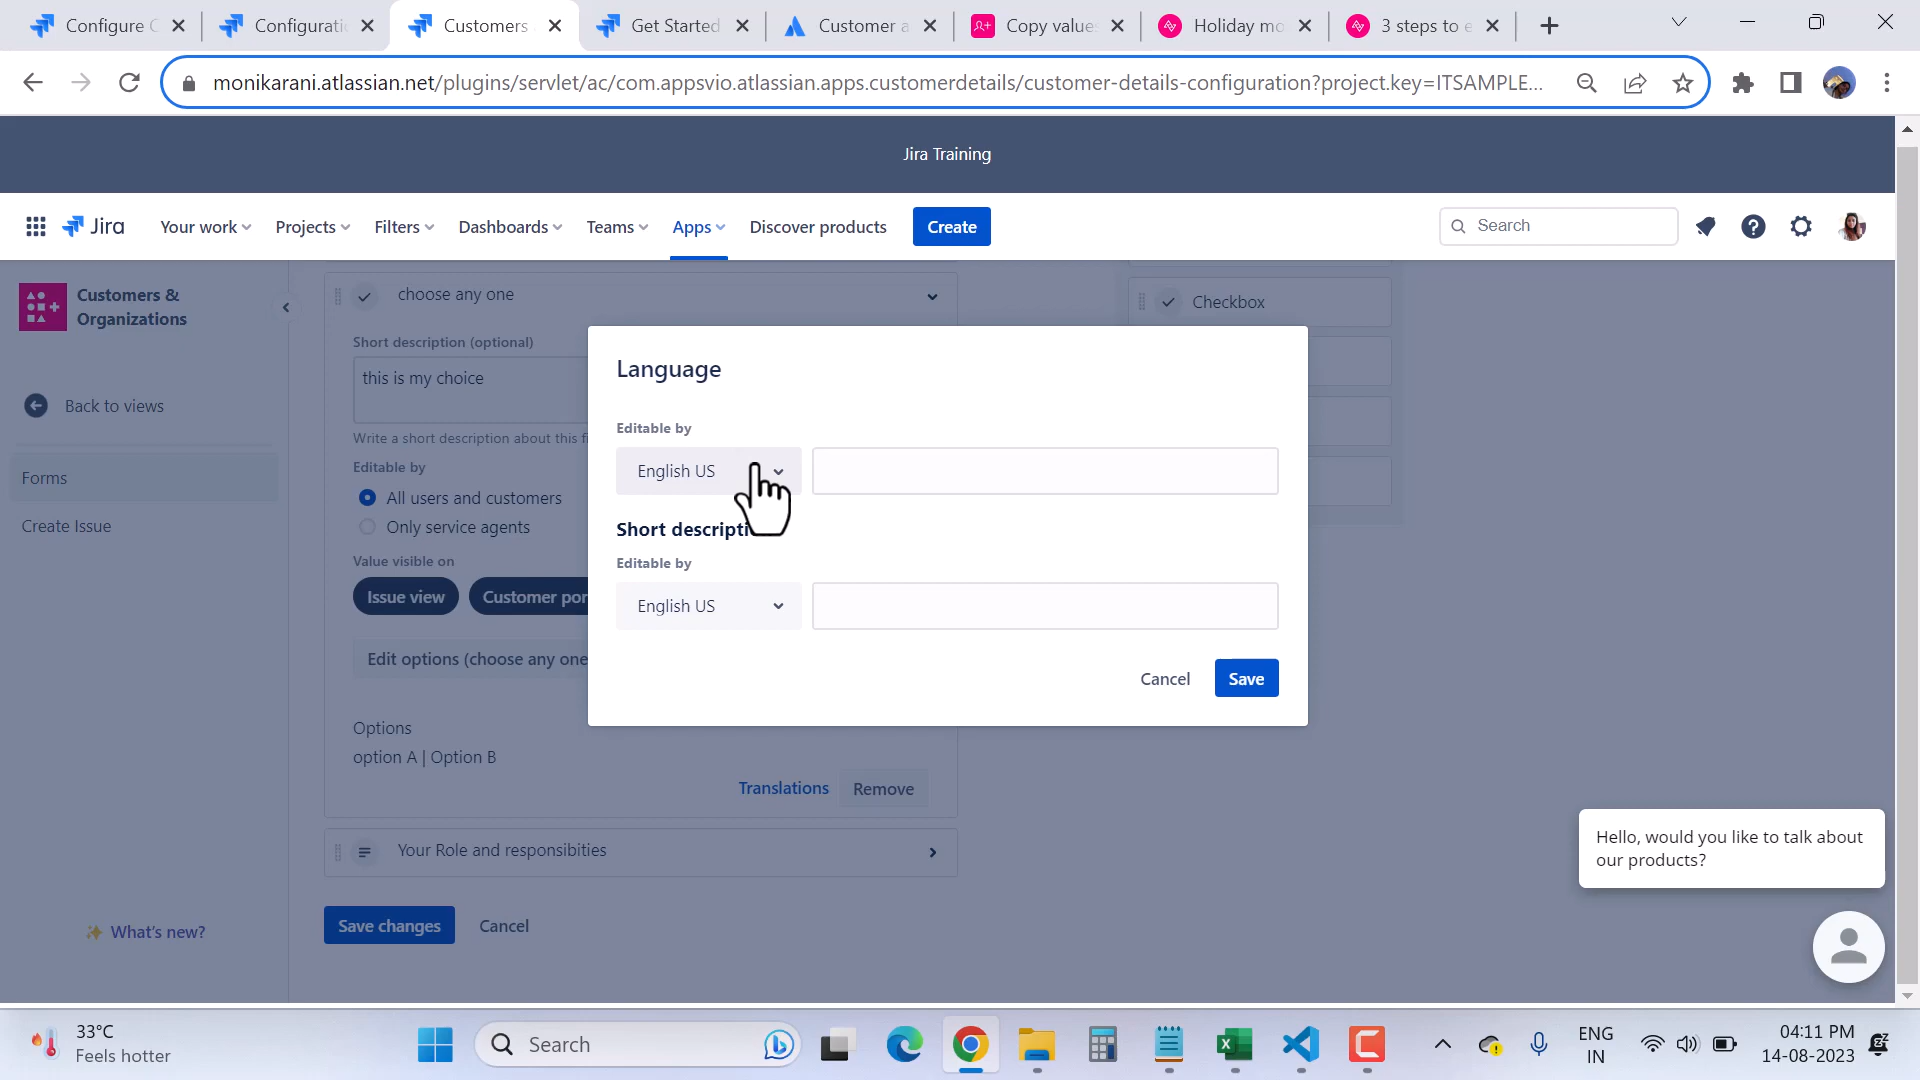 Configure C
Configurati
Customers
Get Started
Customer a
Copy values
Holiday mo
3 steps to e
monikarani.atlassian.net/plugins/servlet/ac/com.appsvio.atlassian.apps.customerdetails/customer-details-configuration?project.key=ITSAMPLE...
Jira Training
Jira
Your work
Projects
Filters
Dashboards
Teams
Apps
Discover products
Create
Search
Customers &
Organizations
Back to views
Forms
Create Issue
✨ What's new?
choose any one
Short description (optional)
this is my choice
Write a short description about this fi
Editable by
All users and customers
Only service agents
Value visible on
Issue view
Customer por
Edit options (choose any one
Options
option A | Option B
Translations
Remove
Your Role and responsibities
Save changes
Cancel
Checkbox
Language
Editable by
English US
Short descripti
Editable by
English US
Cancel
Save
Hello, would you like to talk about
our products?
33°C
Feels hotter
Search
ENG
IN
04:11 PM
14-08-2023